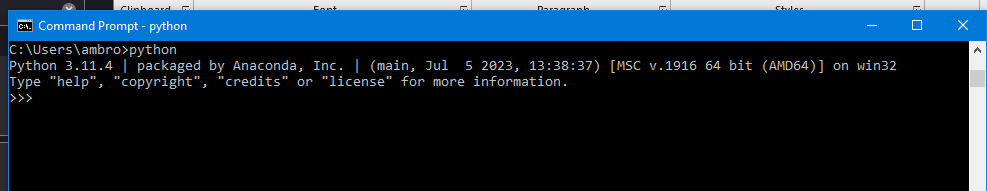 Clipboard Font Paragraph Styles
Command Prompt - python
C:\Users\ambro>python
Python 3.11.4 | packaged by Anaconda, Inc. | (main, Jul  5 2023, 13:38:37) [MSC v.1916 64 bit (AMD64)] on win32
Type "help", "copyright", "credits" or "license" for more information.
>>>